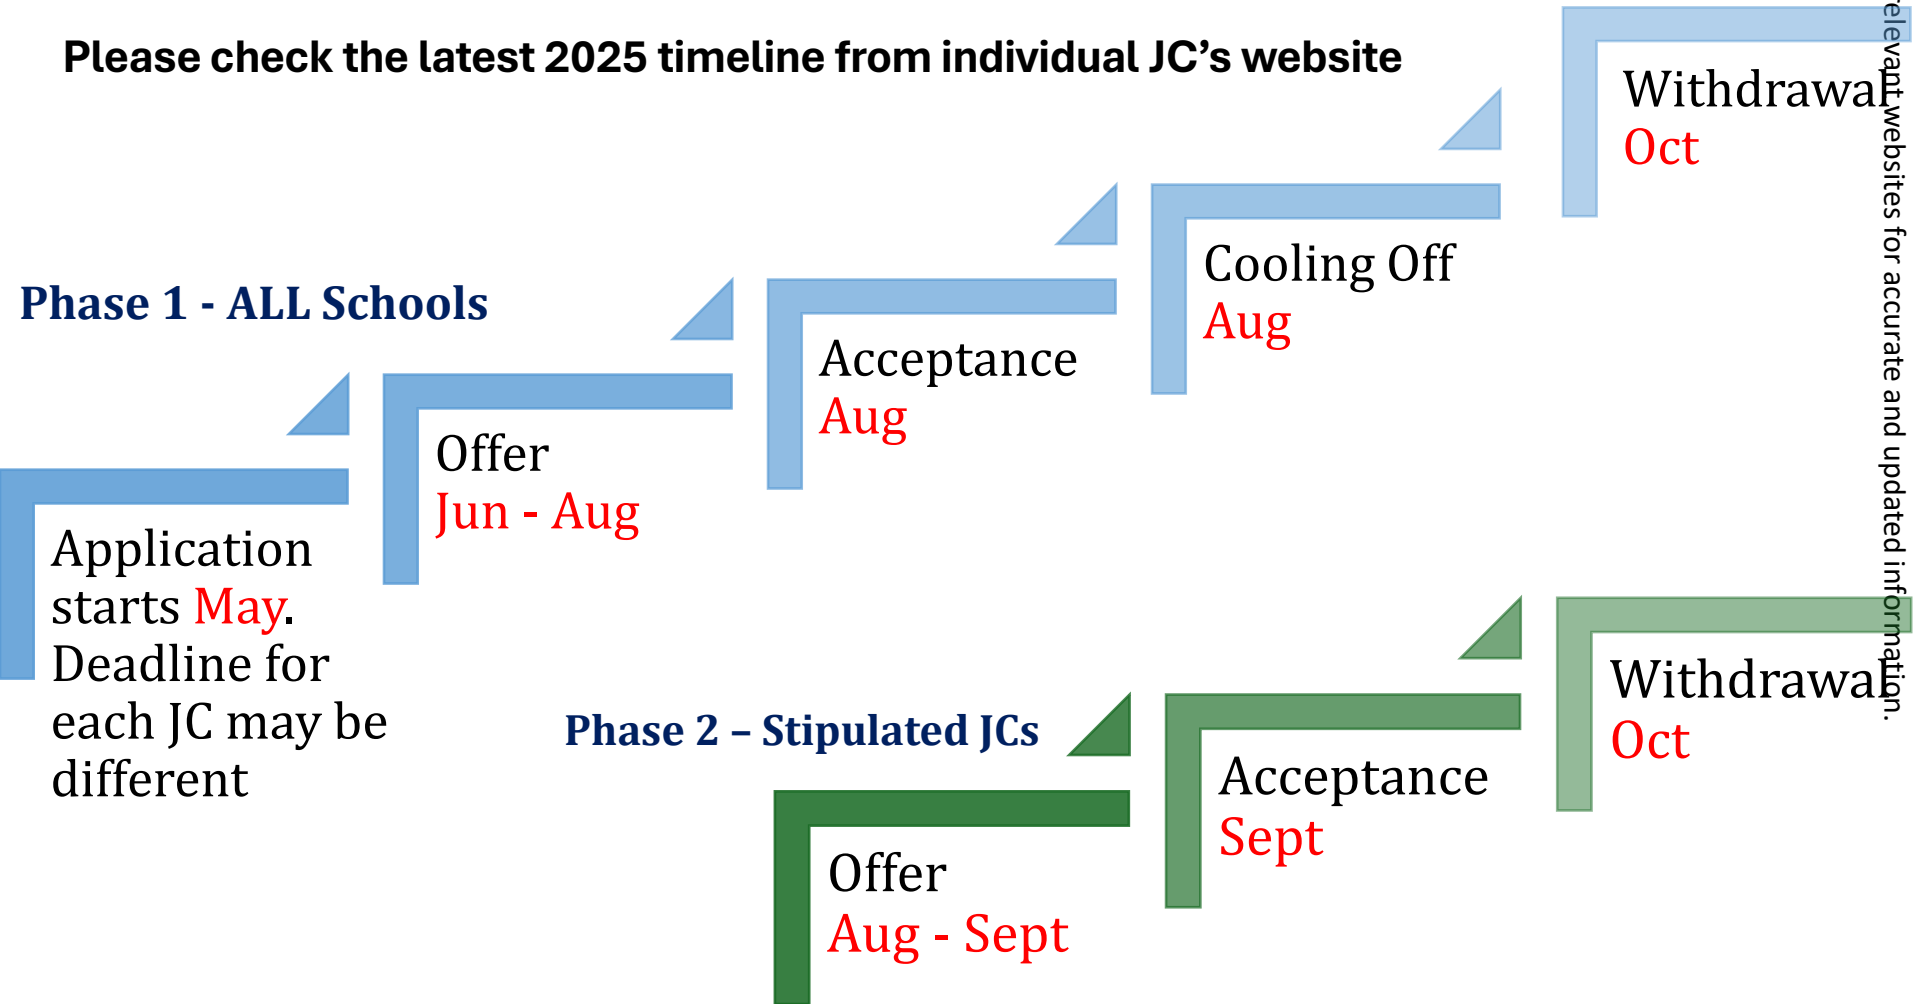 Please check the latest 2025 timeline from individual JC’s website
Phase 1 - ALL Schools
Application
starts May.
Deadline for
each JC may be
different
Offer
Jun - Aug
Acceptance
Aug
Cooling Off
Aug
Withdrawal
Oct
Phase 2 – Stipulated JCs
Offer
Aug - Sept
Acceptance
Sept
Withdrawal
Oct
relevant websites for accurate and updated information.